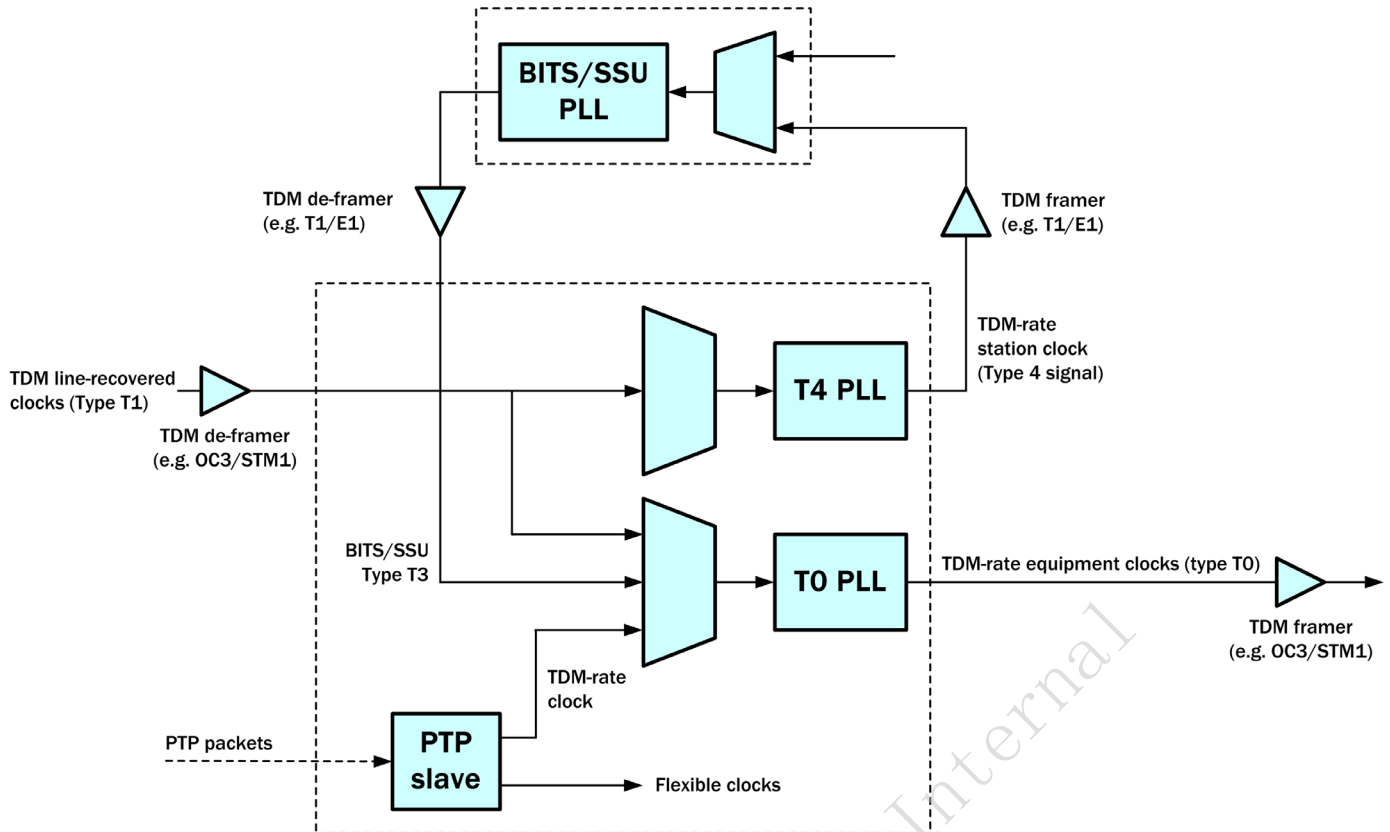 BITS/SSU
PLL
TDM de-framer
(e.g. T1/E1)
TDM framer
(e.g. T1/E1)
TDM-rate
station clock
(Type 4 signal)
TDM line-recovered
clocks (Type T1)
T4 PLL
TDM de-framer
(e.g. OC3/STM1)
BITS/SSU
Type T3
T0 PLL
TDM-rate equipment clocks (type T0)
TDM framer
(e.g. OC3/STM1)
TDM-rate
clock
PTP packets
PTP
slave
Flexible clocks
Internal